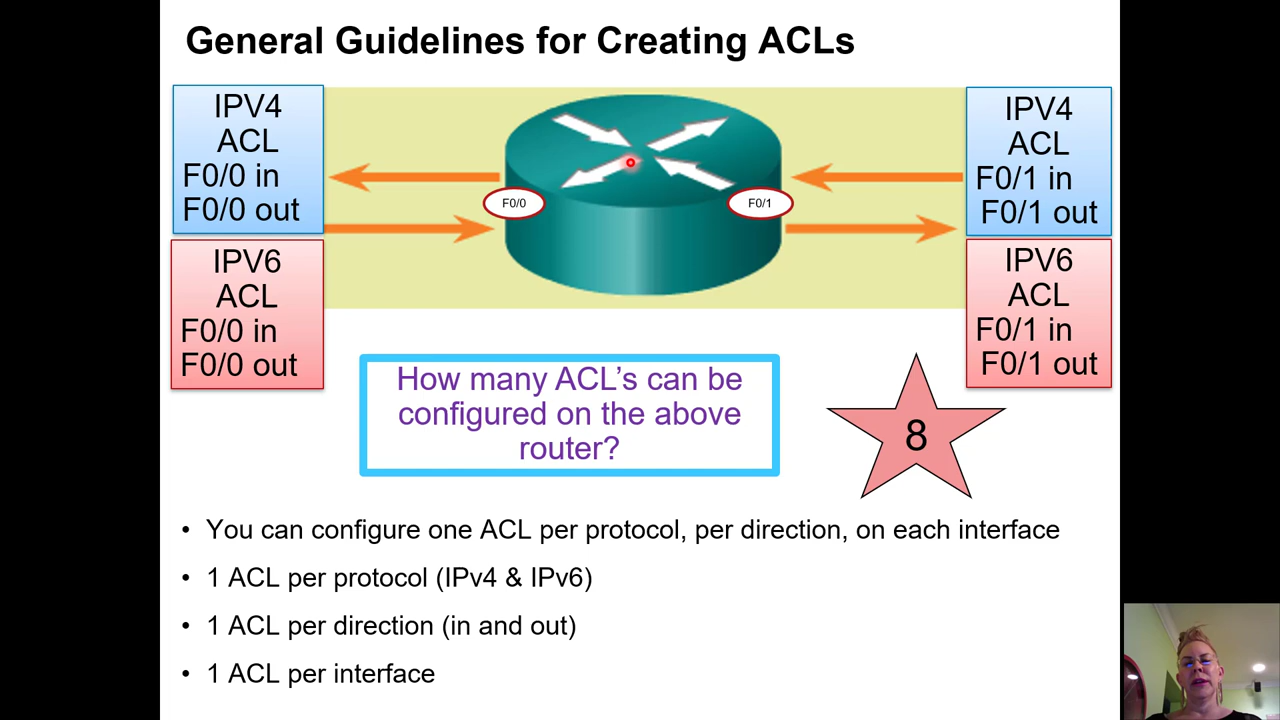 General Guidelines for Creating ACLs
IPV4
ACL
F0/0 in
F0/0 out
IPV6
ACL
F0/0 in
F0/0 out
F0/0
F0/1
IPV4
ACL
F0/1 in
F0/1 out
IPV6
ACL
F0/1 in
F0/1 out
How many ACL's can be
configured on the above
router?
8
• You can configure one ACL per protocol, per direction, on each interface
• 1 ACL per protocol (IPv4 & IPv6)
• 1 ACL per direction (in and out)
• 1 ACL per interface